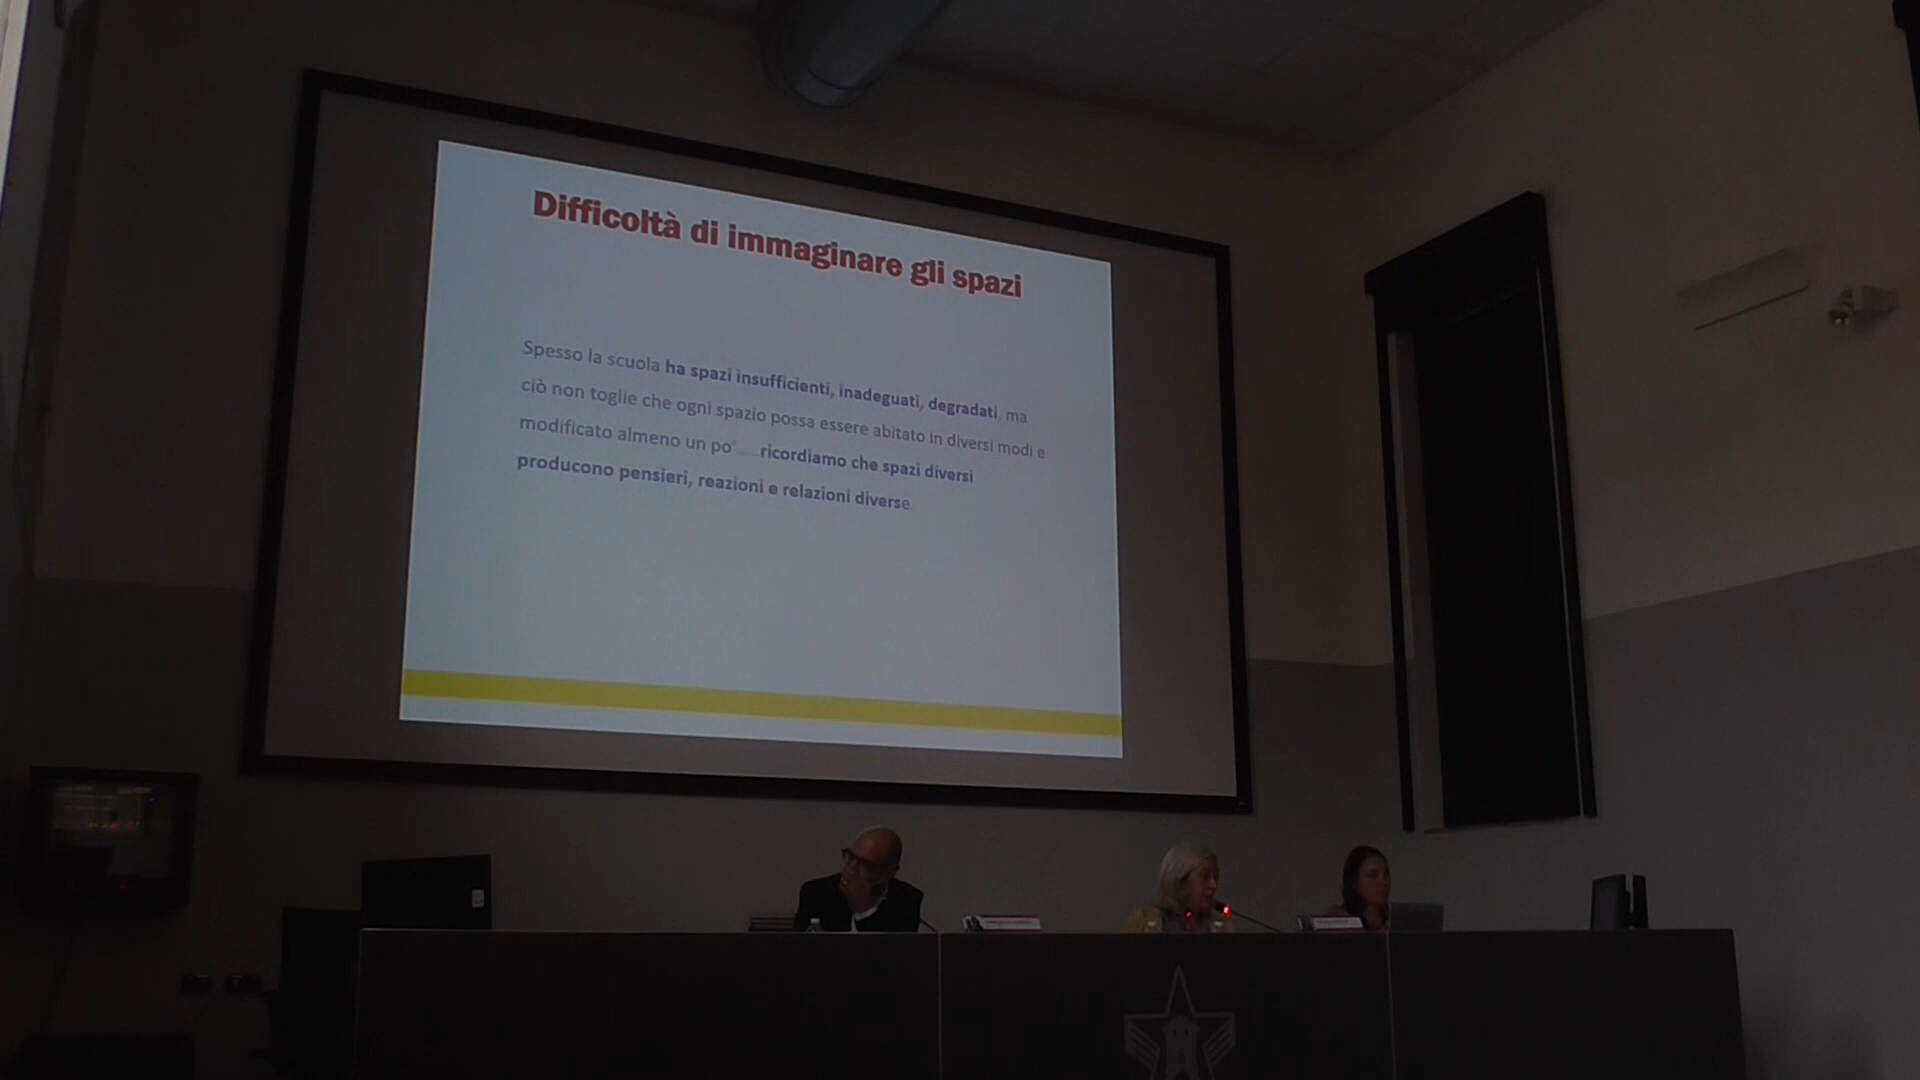 Difficoltà di immaginare gli spazi
Spesso la scuola ha spazi insufficienti, inadeguati, degradati, ma
ciò non toglie che ogni spazio possa essere abitato in diversi modi e
modificato almeno un po'......ricordiamo che spazi diversi
producono pensieri, reazioni e relazioni diverse.